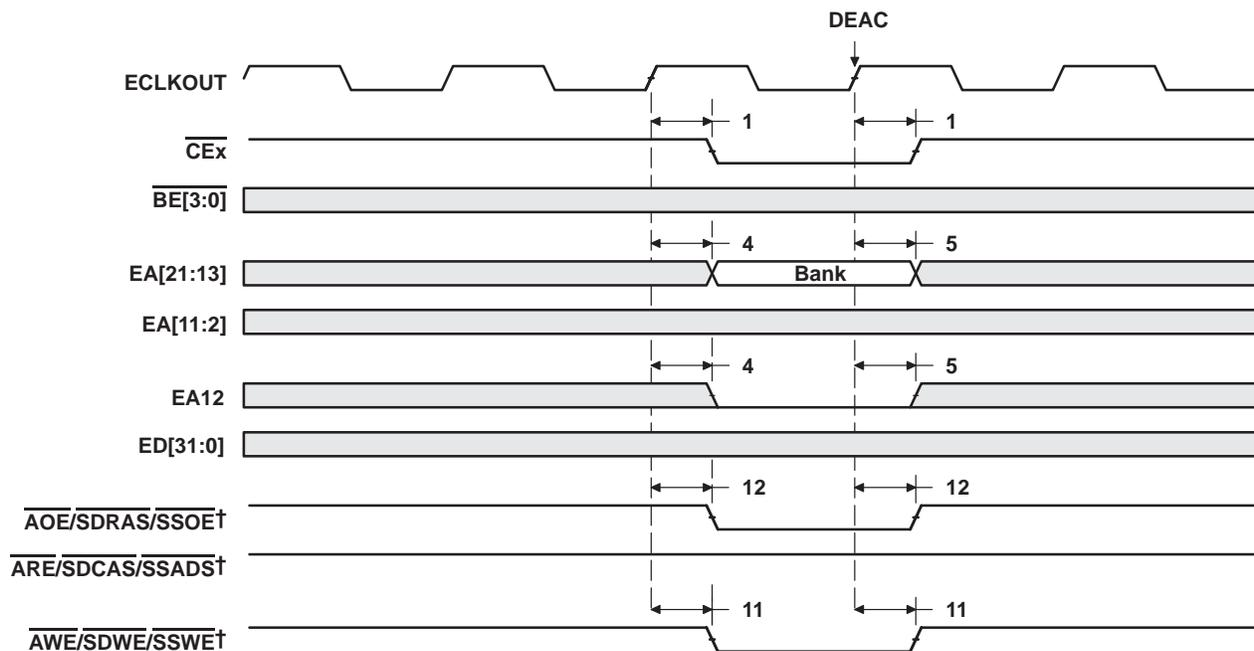 DEAC
ECLKOUT
1 1
CEx
BE[3:0]
4 5
EA[21:13] Bank
EA[11:2]
4 5
EA12
ED[31:0]
12 12
AOE/SDRAS/SSOE†
ARE/SDCAS/SSADS†
11 11
AWE/SDWE/SSWE†